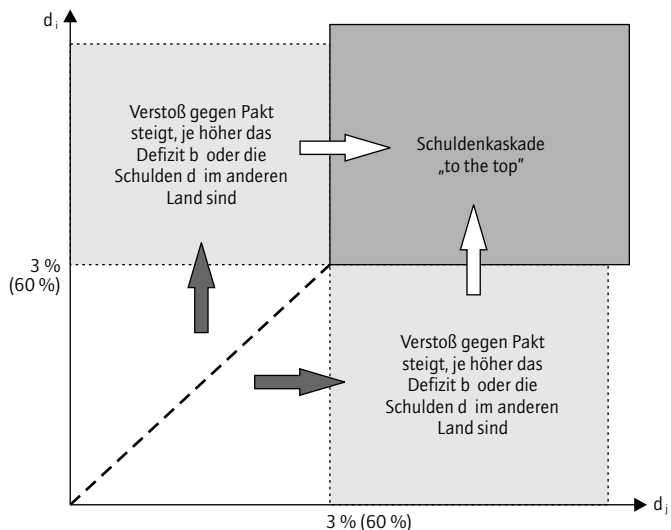 d_i
Verstoß gegen Pakt
steigt, je höher das
Defizit b oder die
Schulden d im anderen
Land sind
Schuldenkaskade
„to the top"
3 %
(60 %)
Verstoß gegen Pakt
steigt, je höher das
Defizit b oder die
Schulden d im anderen
Land sind
3 % (60 %)
d_j